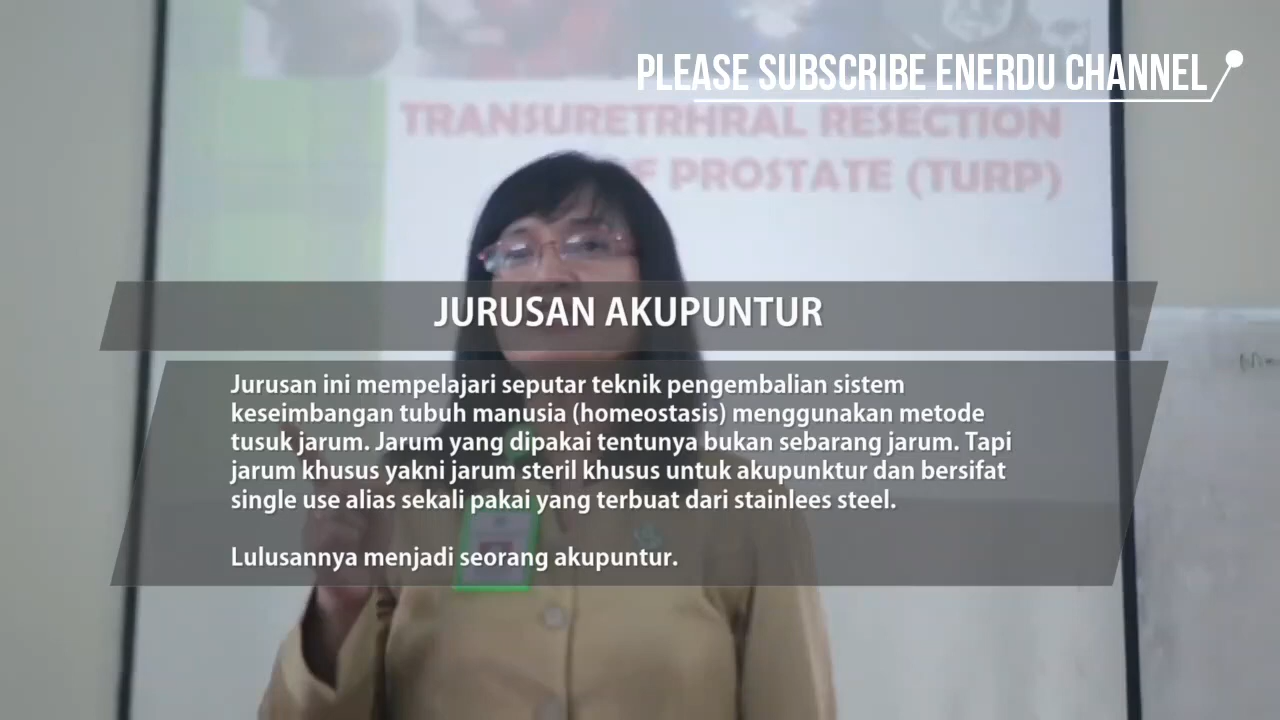 PLEASE SUBSCRIBE ENERDU CHANNEL
TRANSURETRHRAL RESECTION
PROSTATE (TURP)
JURUSAN AKUPUNTUR
Jurusan ini mempelajari seputar teknik pengembalian sistem
keseimbangan tubuh manusia (homeostasis) menggunakan metode
tusuk jarum. Jarum yang dipakai tentunya bukan sebarang jarum. Tapi
jarum khusus yakni jarum steril khusus untuk akupunktur dan bersifat
single use alias sekali pakai yang terbuat dari stainlees steel.
Lulusannya menjadi seorang akupuntur.